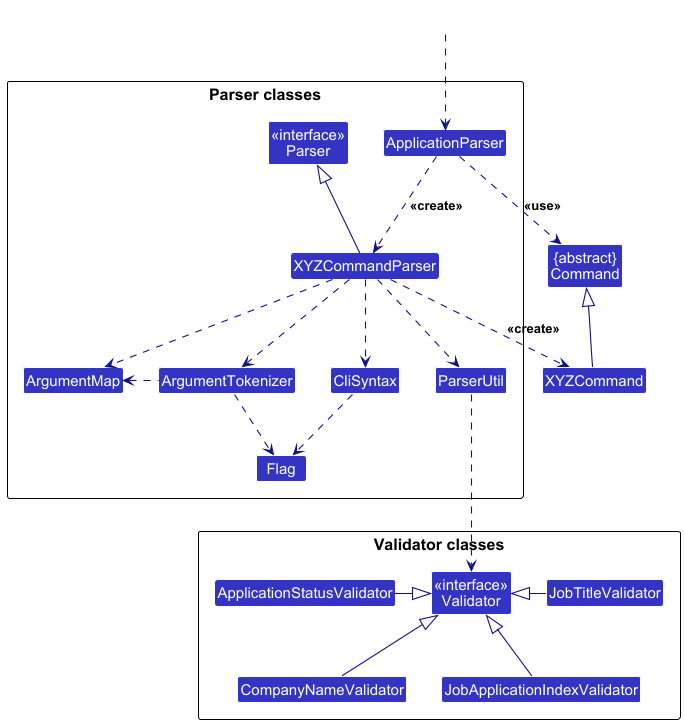 Parser classes
«interface»
Parser
ApplicationParser
«create»
«use»
XYZCommandParser
{abstract}
Command
«create»
ArgumentMap
ArgumentTokenizer
CliSyntax
ParserUtil
XYZCommand
Flag
Validator classes
ApplicationStatusValidator
«interface»
Validator
JobTitleValidator
CompanyNameValidator
JobApplicationIndexValidator